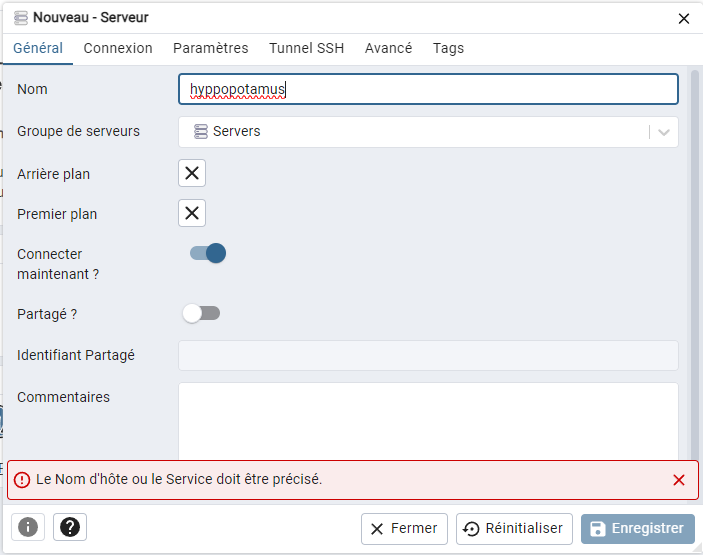 Nouveau - Serveur
Général Connexion Paramètres Tunnel SSH Avancé Tags
Nom hyppopotamus
Groupe de serveurs Servers
Arrière plan
Premier plan
Connecter
maintenant ?
Partagé ?
Identifiant Partagé
Commentaires
Le Nom d'hôte ou le Service doit être précisé.
Fermer Réinitialiser Enregistrer